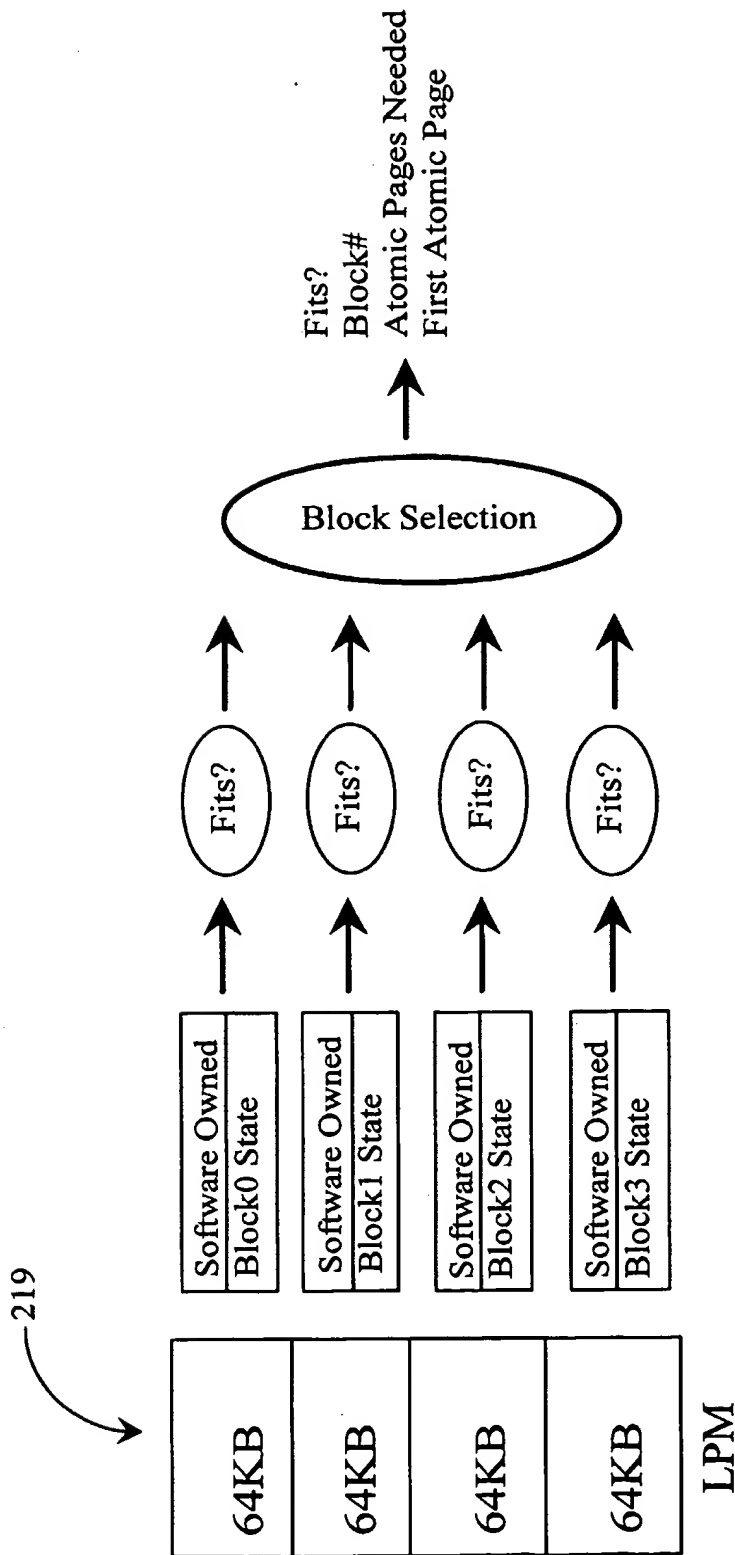 219
64KB
64KB
64KB
64KB
LPM
Software Owned
Block0 State
Software Owned
Block1 State
Software Owned
Block2 State
Software Owned
Block3 State
Fits?
Fits?
Fits?
Fits?
Block Selection
Fits?
Block#
Atomic Pages Needed
First Atomic Page